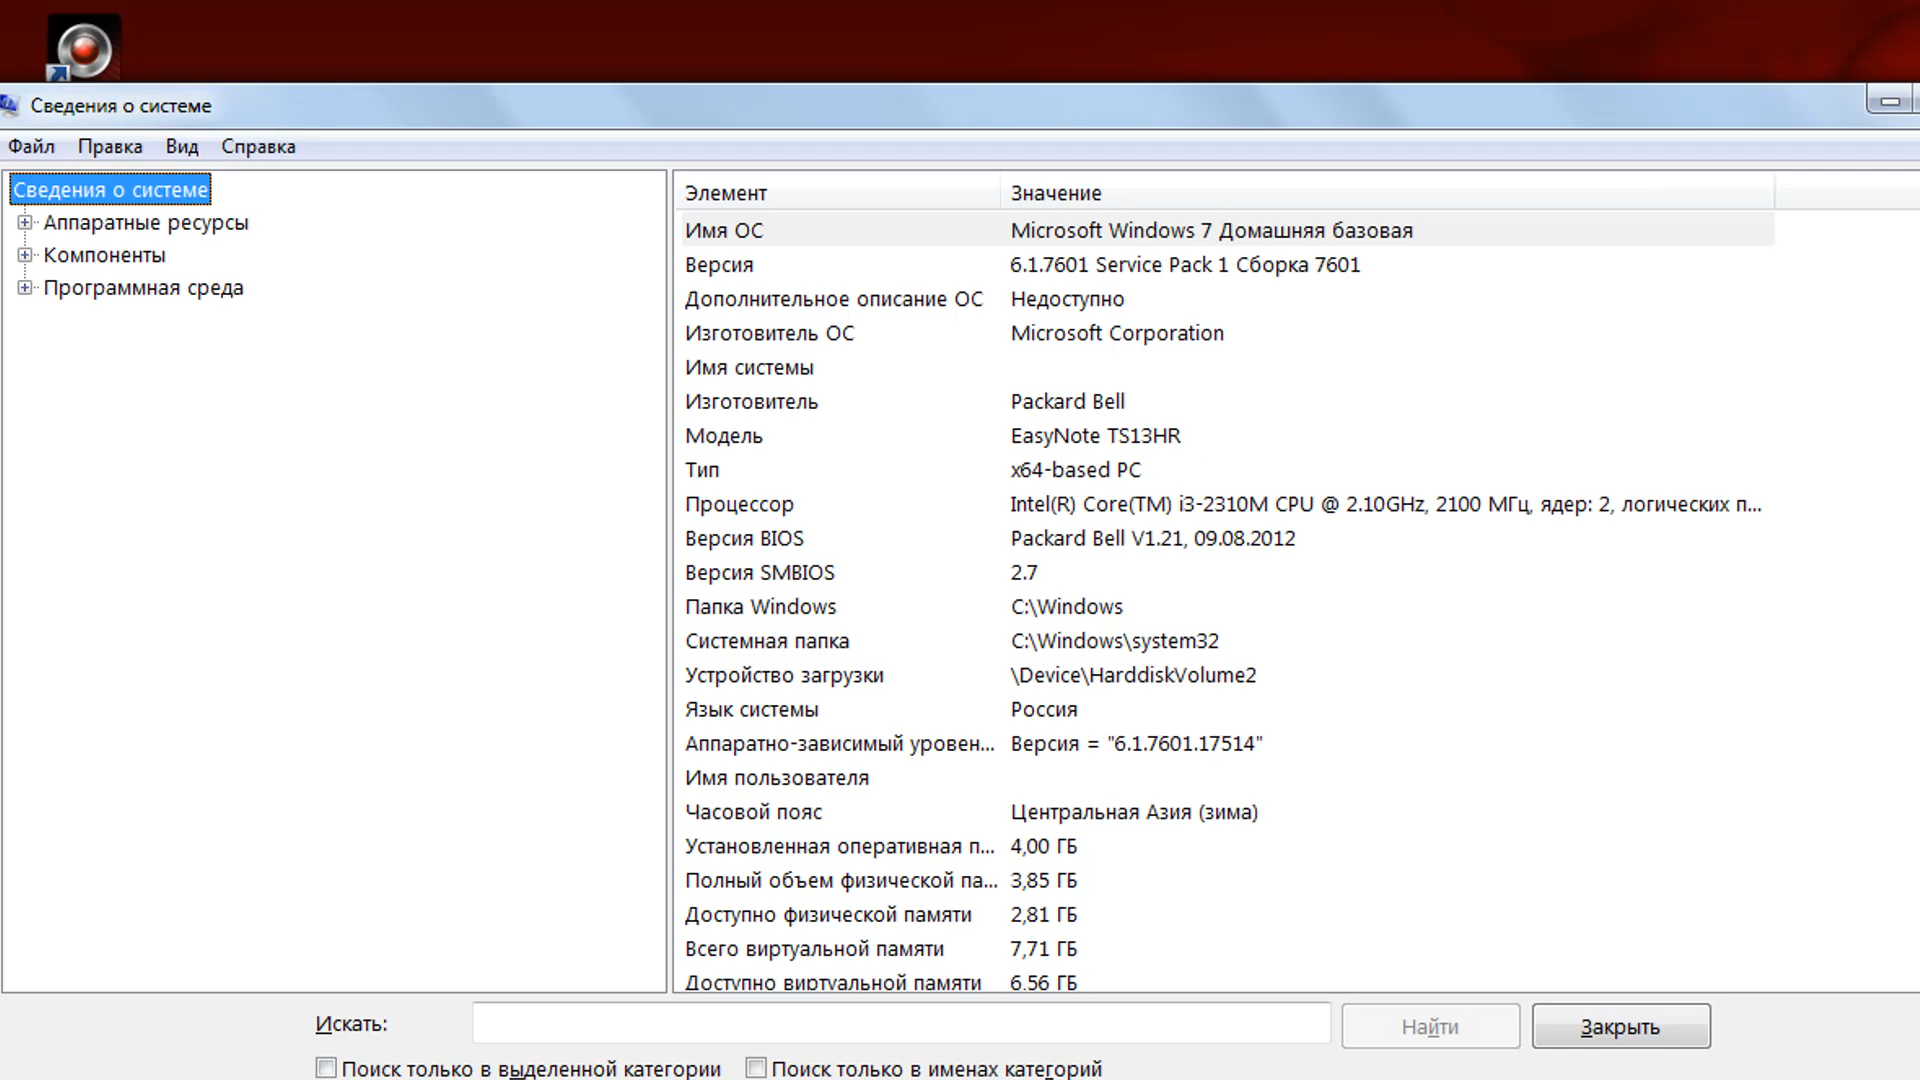 Сведения о системе
Файл Правка Вид Справка
Сведения о системе
Аппаратные ресурсы
Компоненты
Программная среда
Элемент Значение
Имя ОС Microsoft Windows 7 Домашняя базовая
Версия 6.1.7601 Service Pack 1 Сборка 7601
Дополнительное описание ОС Недоступно
Изготовитель ОС Microsoft Corporation
Имя системы
Изготовитель Packard Bell
Модель EasyNote TS13HR
Тип x64-based PC
Процессор Intel(R) Core(TM) i3-2310M CPU @ 2.10GHz, 2100 МГц, ядер: 2, логических п...
Версия BIOS Packard Bell V1.21, 09.08.2012
Версия SMBIOS 2.7
Папка Windows C:\Windows
Системная папка C:\Windows\system32
Устройство загрузки \Device\HarddiskVolume2
Язык системы Россия
Аппаратно-зависимый уровен... Версия = "6.1.7601.17514"
Имя пользователя
Часовой пояс Центральная Азия (зима)
Установленная оперативная п... 4,00 ГБ
Полный объем физической па... 3,85 ГБ
Доступно физической памяти 2,81 ГБ
Всего виртуальной памяти 7,71 ГБ
Доступно виртуальной памяти 6,56 ГБ
Искать: Найти Закрыть
Поиск только в выделенной категории Поиск только в именах категорий